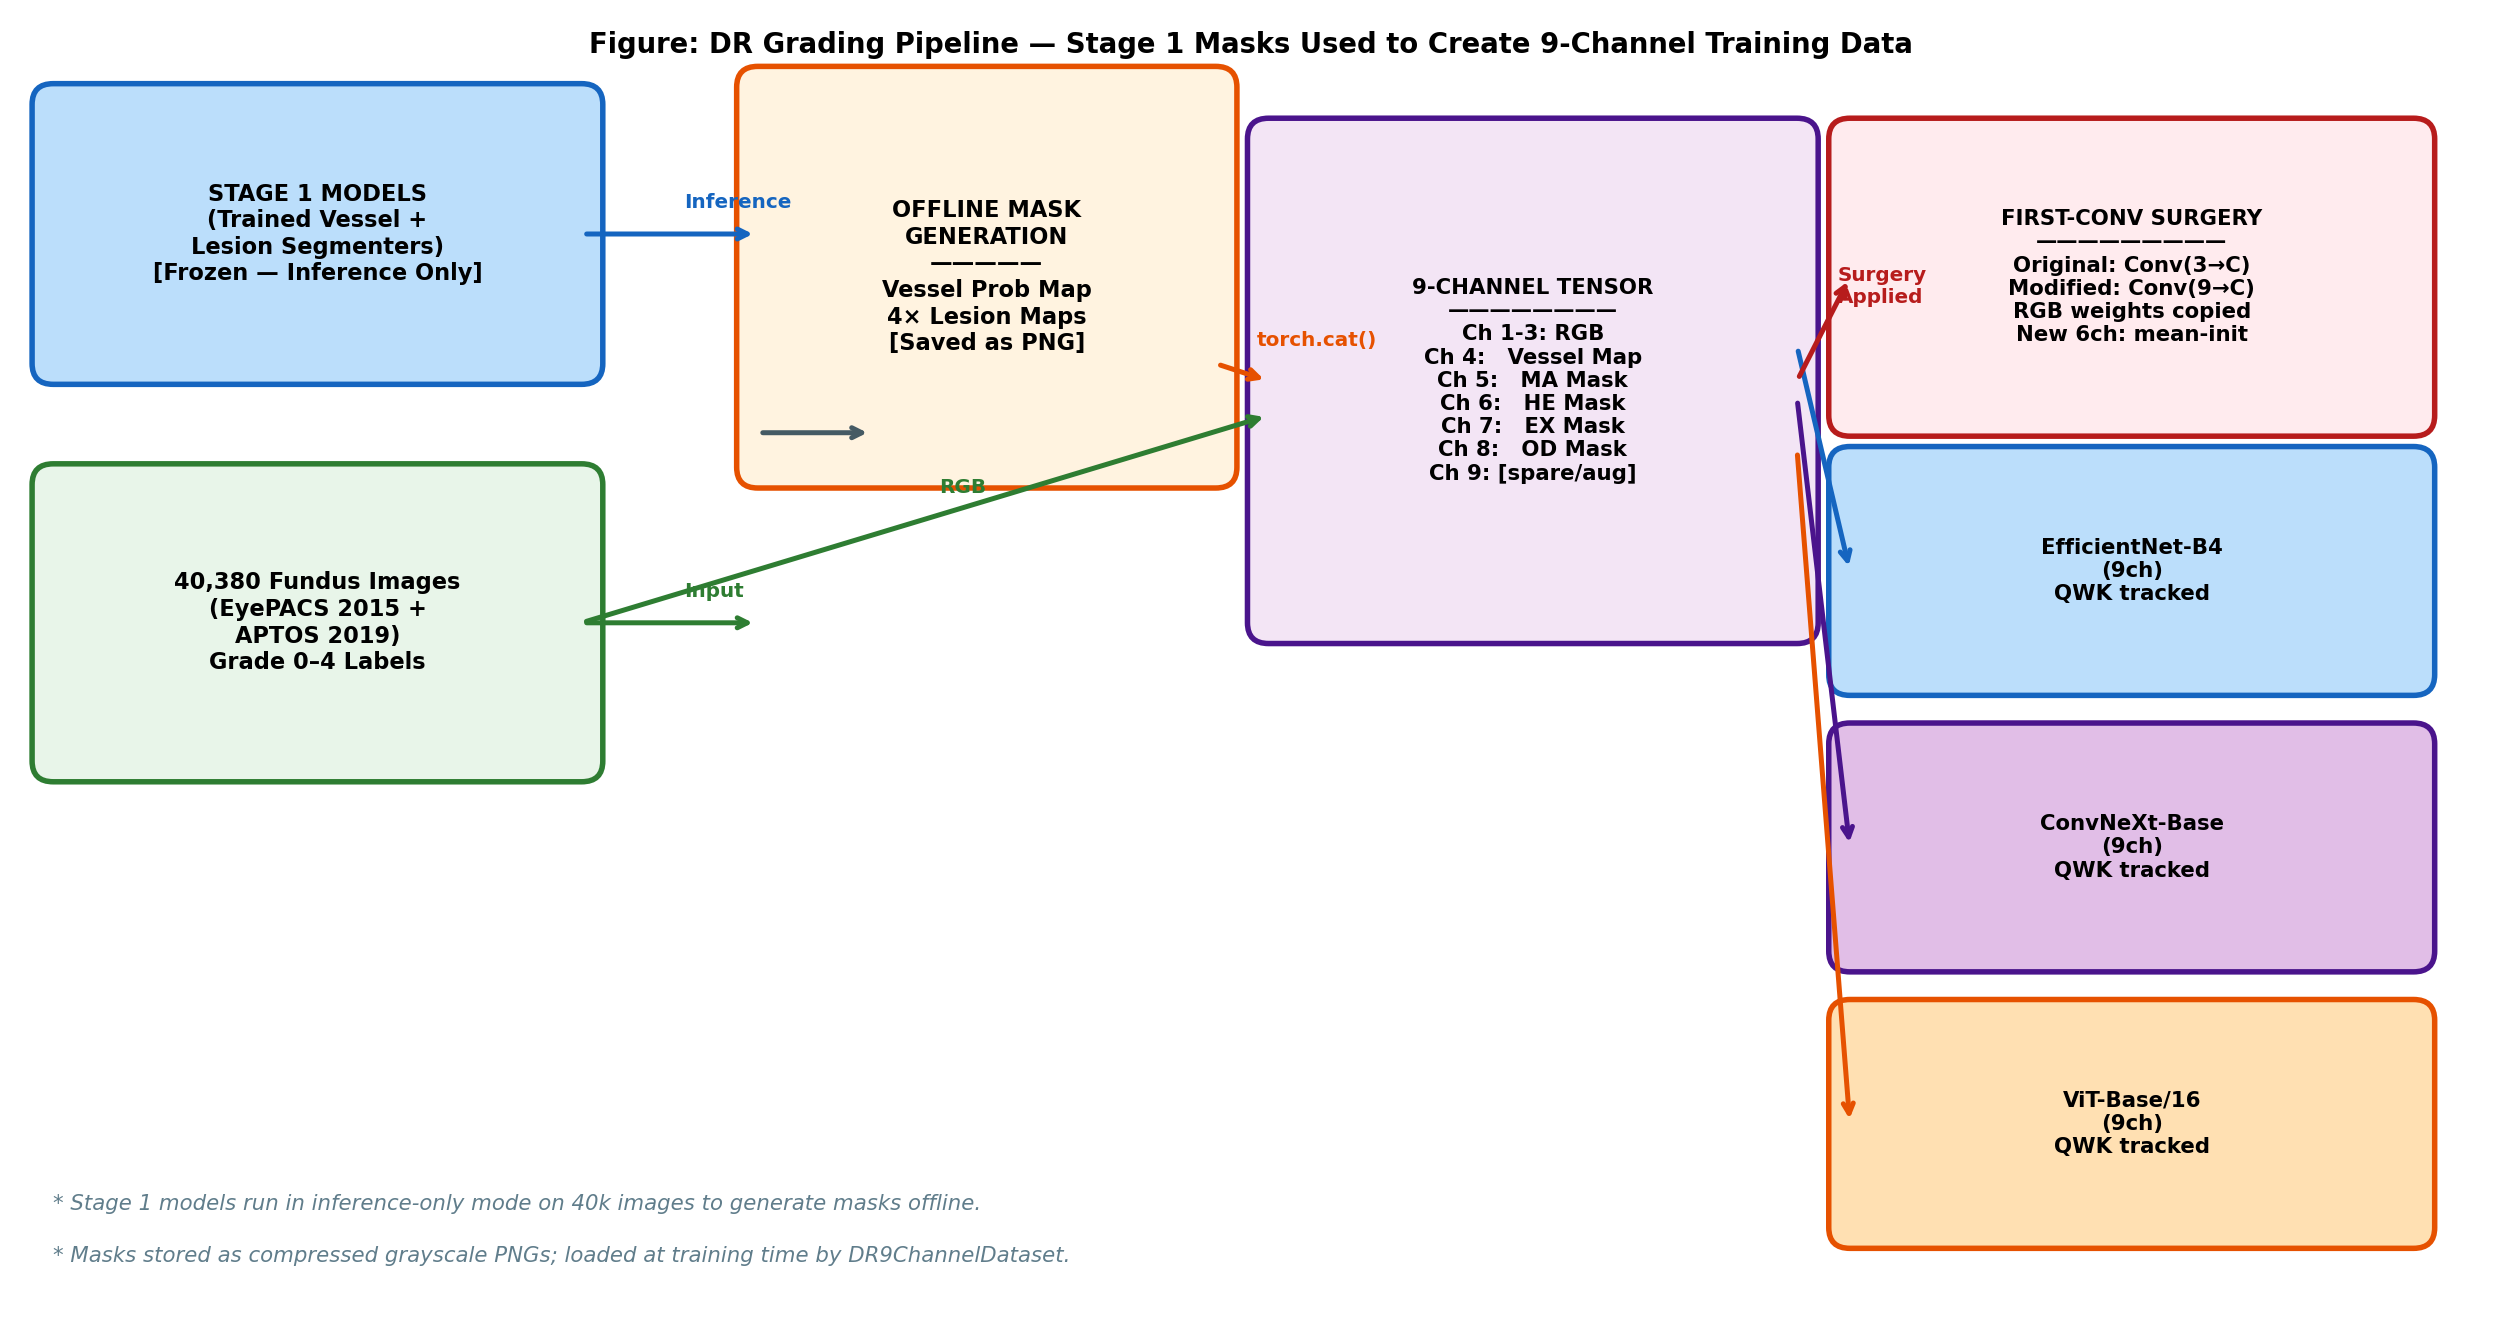 Figure: DR Grading Pipeline — Stage 1 Masks Used to Create 9-Channel Training Data
STAGE 1 MODELS
(Trained Vessel +
Lesion Segmenters)
[Frozen — Inference Only]
Inference
OFFLINE MASK
GENERATION
—————
Vessel Prob Map
4× Lesion Maps
[Saved as PNG]
40,380 Fundus Images
(EyePACS 2015 +
APTOS 2019)
Grade 0–4 Labels
Input
RGB
torch.cat()
9-CHANNEL TENSOR
————————
Ch 1-3: RGB
Ch 4:   Vessel Map
Ch 5:   MA Mask
Ch 6:   HE Mask
Ch 7:   EX Mask
Ch 8:   OD Mask
Ch 9: [spare/aug]
Surgery
Applied
FIRST-CONV SURGERY
—————————
Original: Conv(3→C)
Modified: Conv(9→C)
RGB weights copied
New 6ch: mean-init
EfficientNet-B4
(9ch)
QWK tracked
ConvNeXt-Base
(9ch)
QWK tracked
ViT-Base/16
(9ch)
QWK tracked
* Stage 1 models run in inference-only mode on 40k images to generate masks offline.
* Masks stored as compressed grayscale PNGs; loaded at training time by DR9ChannelDataset.